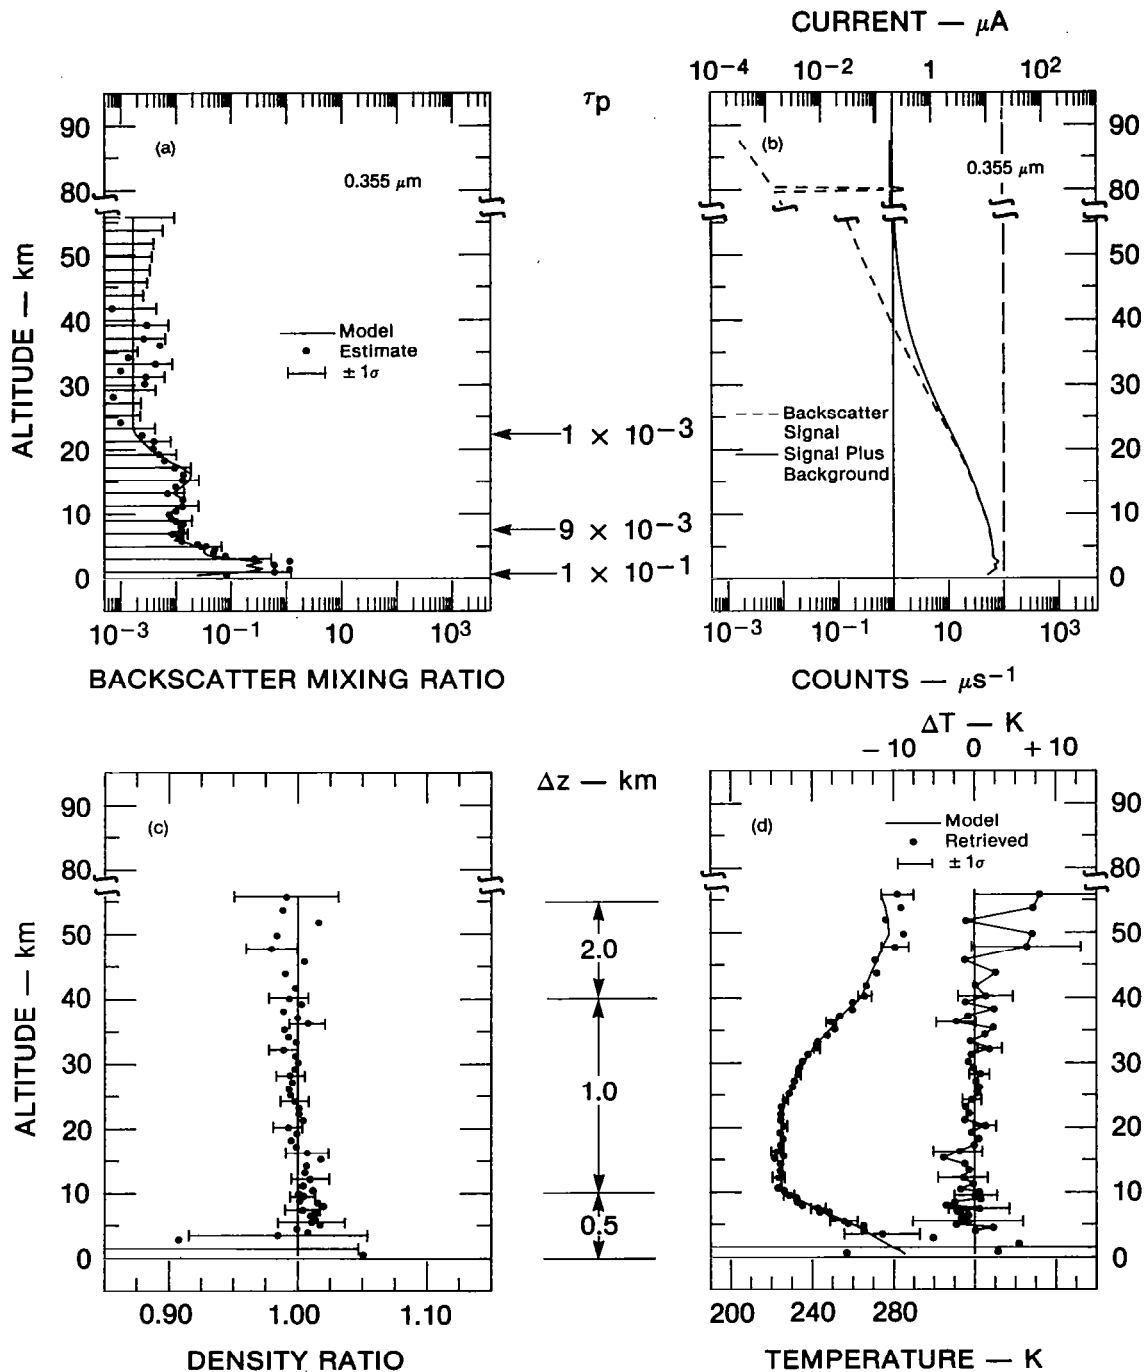 CURRENT — μA
10⁻⁴ 10⁻² 1 10²
τp
(a)
0.355 μm
90
80
50
40
30
20
10
0
ALTITUDE — km
Model
Estimate
± 1σ
10⁻³ 10⁻¹ 10 10³
BACKSCATTER MIXING RATIO
1 × 10⁻³
9 × 10⁻³
1 × 10⁻¹
(b)
0.355 μm
Backscatter
Signal
Signal Plus
Background
90
80
50
40
30
20
10
0
10⁻³ 10⁻¹ 10 10³
COUNTS — μs⁻¹
(c)
90
80
50
40
30
20
10
0
ALTITUDE — km
0.90 1.00 1.10
DENSITY RATIO
Δz — km
2.0
1.0
0.5
ΔT — K
−10 0 +10
(d)
Model
Retrieved
± 1σ
90
80
50
40
30
20
10
0
200 240 280
TEMPERATURE — K